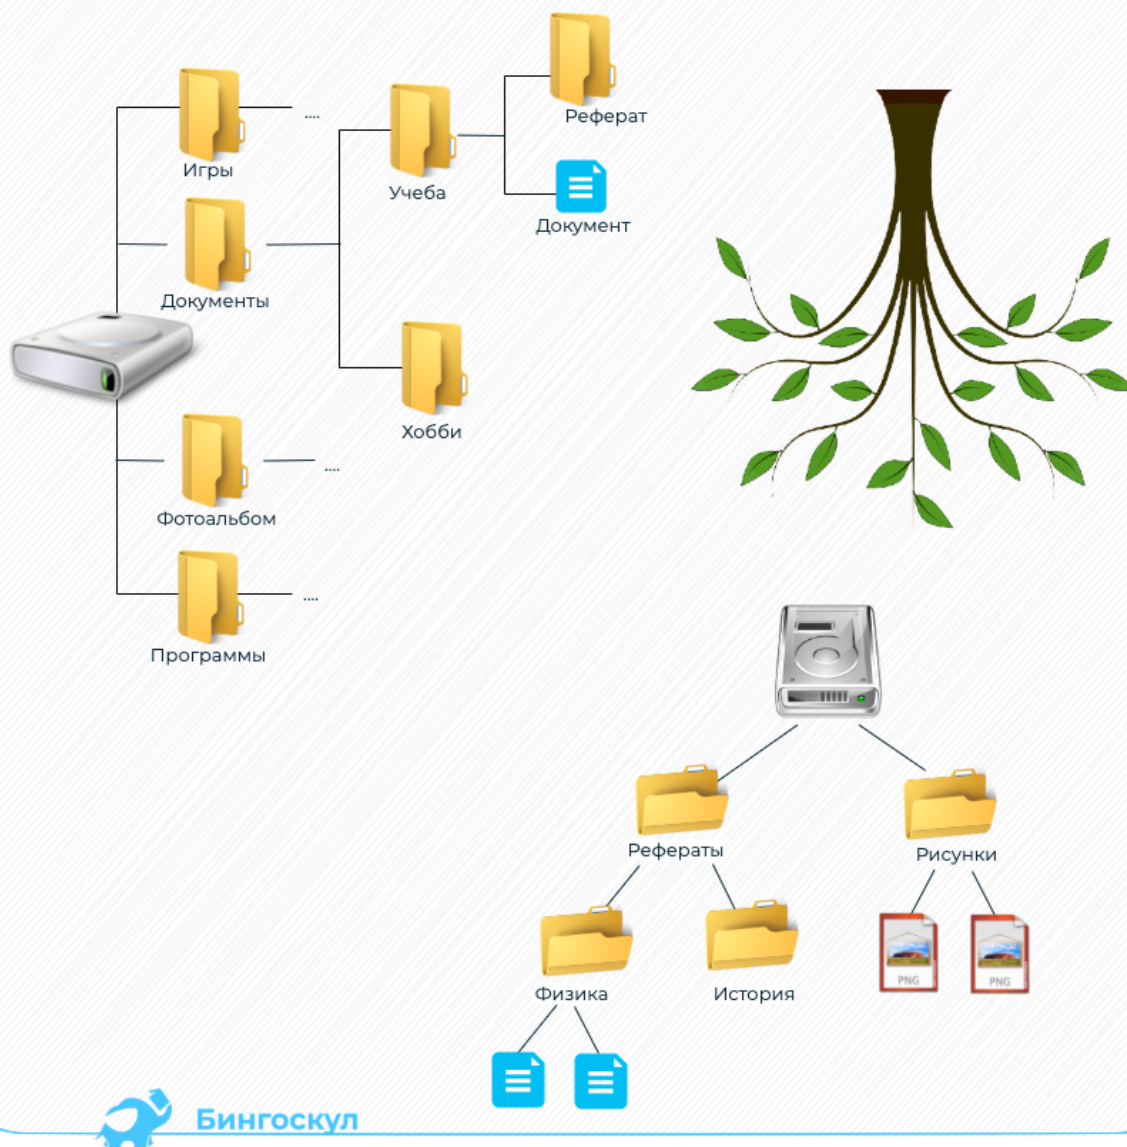 Реферат
....
Игры
Учеба
Документ
Документы
Хобби
....
Фотоальбом
....
Программы
Рефераты
Рисунки
PNG
PNG
Физика
История
Бингоскул